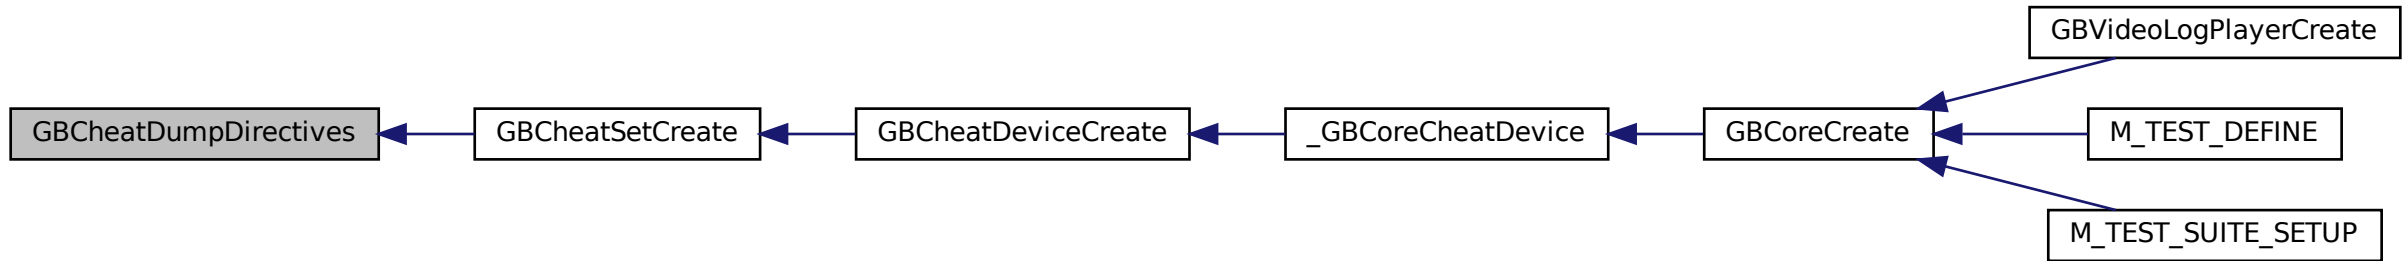 GBVideoLogPlayerCreate
GBCheatDumpDirectives
GBCheatSetCreate
GBCheatDeviceCreate
_GBCoreCheatDevice
GBCoreCreate
M_TEST_DEFINE
M_TEST_SUITE_SETUP